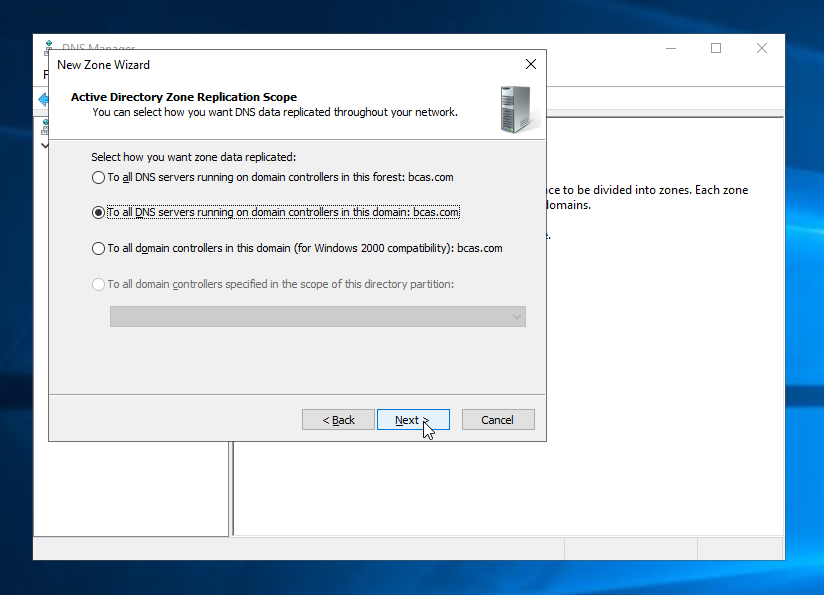 DNS Manager
New Zone Wizard
F
Active Directory Zone Replication Scope
You can select how you want DNS data replicated throughout your network.
Select how you want zone data replicated:
To all DNS servers running on domain controllers in this forest: bcas.com
To all DNS servers running on domain controllers in this domain: bcas.com
To all domain controllers in this domain (for Windows 2000 compatibility): bcas.com
To all domain controllers specified in the scope of this directory partition:
ce to be divided into zones. Each zone
domains.
< Back
Next >
Cancel